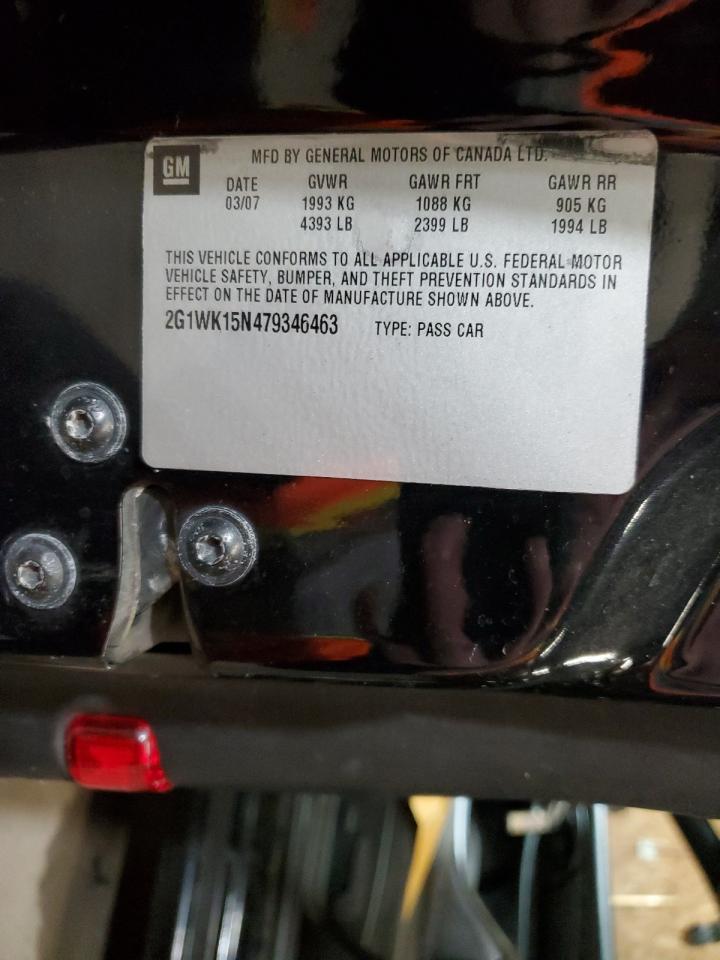 GM
MFD BY GENERAL MOTORS OF CANADA LTD.
DATE GVWR GAWR FRT GAWR RR
03/07 1993 KG 1088 KG 905 KG
4393 LB 2399 LB 1994 LB
THIS VEHICLE CONFORMS TO ALL APPLICABLE U.S. FEDERAL MOTOR
VEHICLE SAFETY, BUMPER, AND THEFT PREVENTION STANDARDS IN
EFFECT ON THE DATE OF MANUFACTURE SHOWN ABOVE.
2G1WK15N479346463 TYPE: PASS CAR